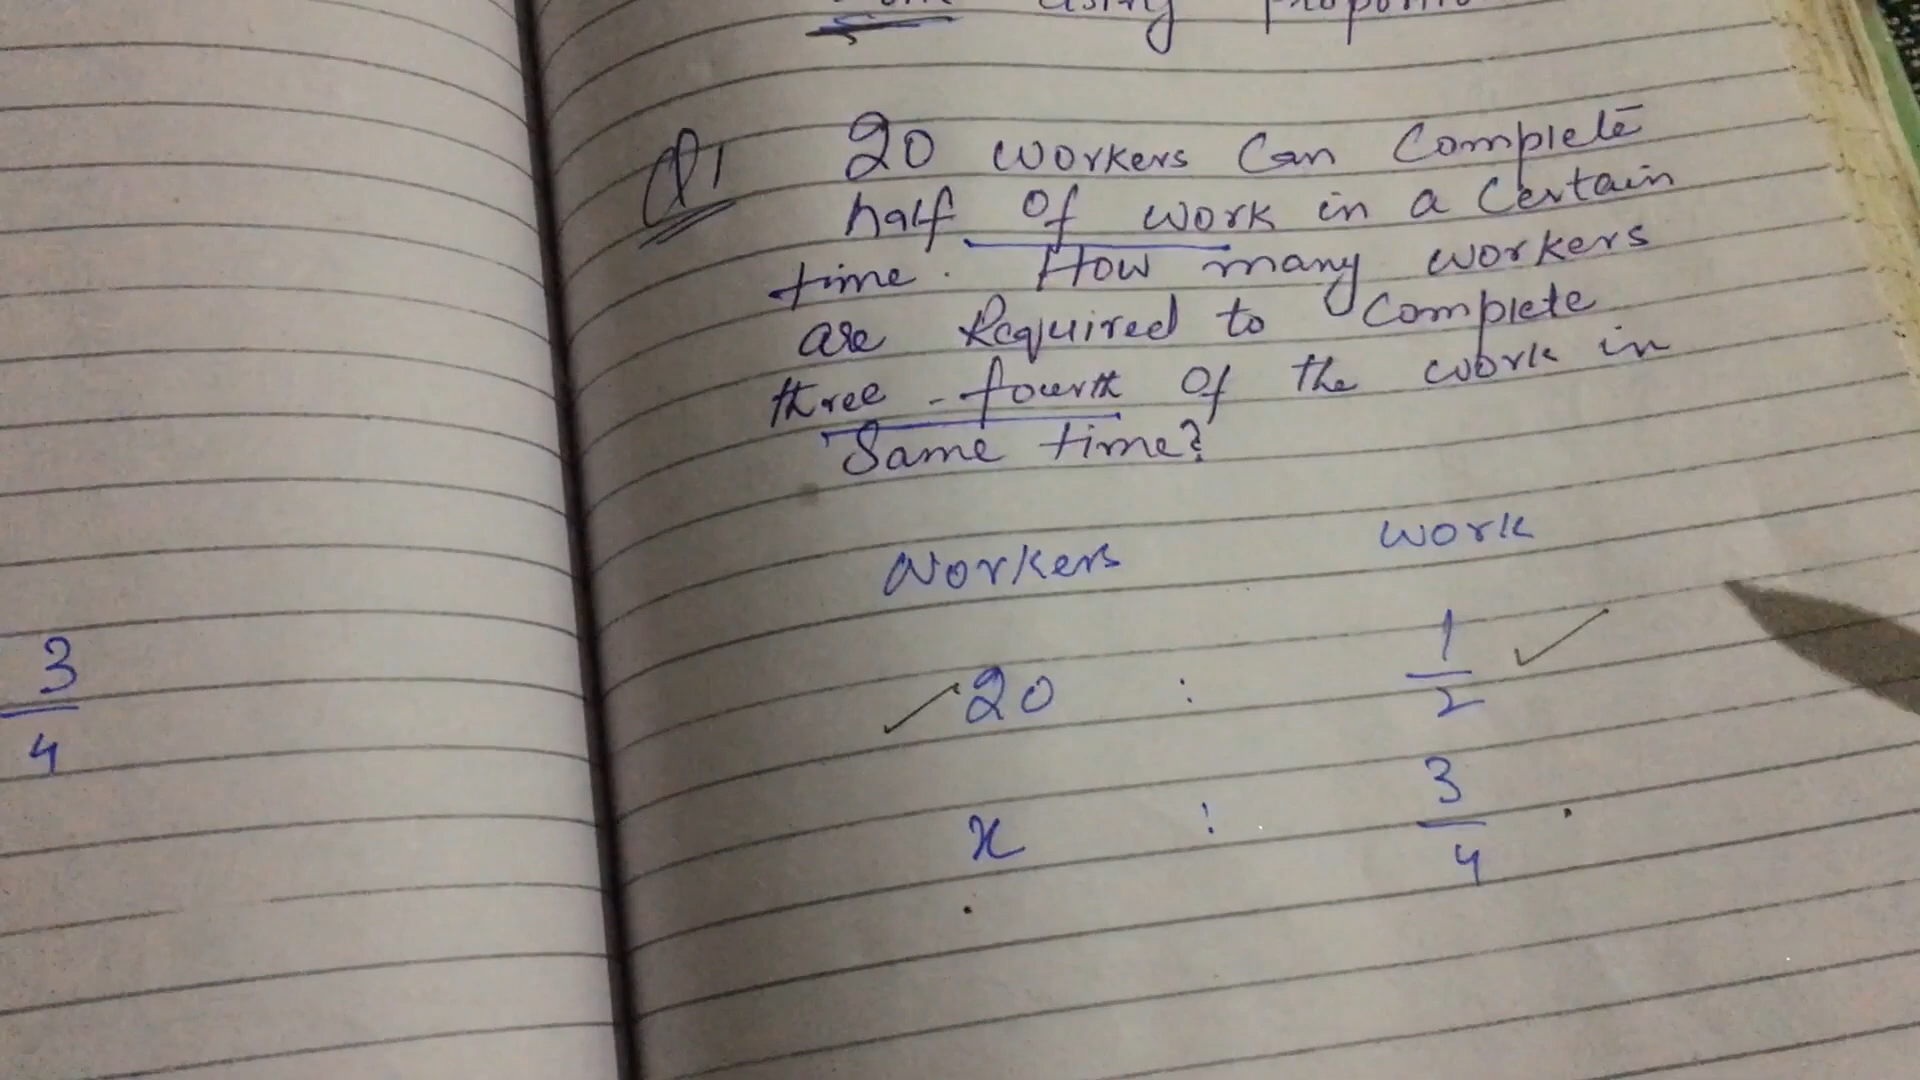 3
4
using
Q1 20 workers can complete
half of work in a certain
time. How many workers
are Required to complete
three-fourth of the work in
Same time?
Workers work
20 : 1/2
x : 3/4